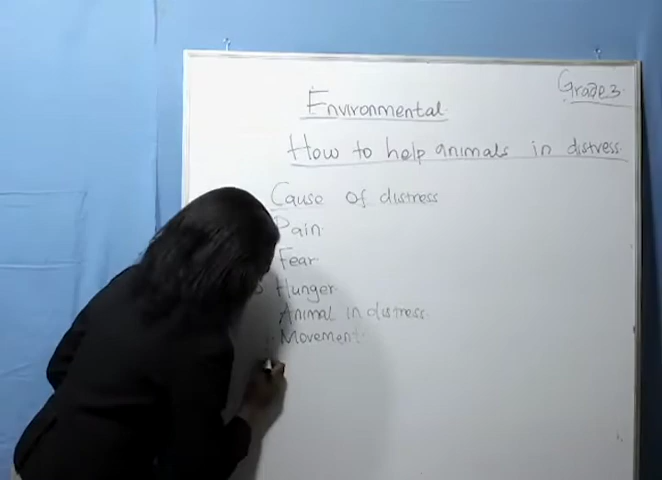 Grade 3.
Environmental
How to help animals in distress.
Cause of distress
Pain
Fear
Hunger
Animal in distress
Movement